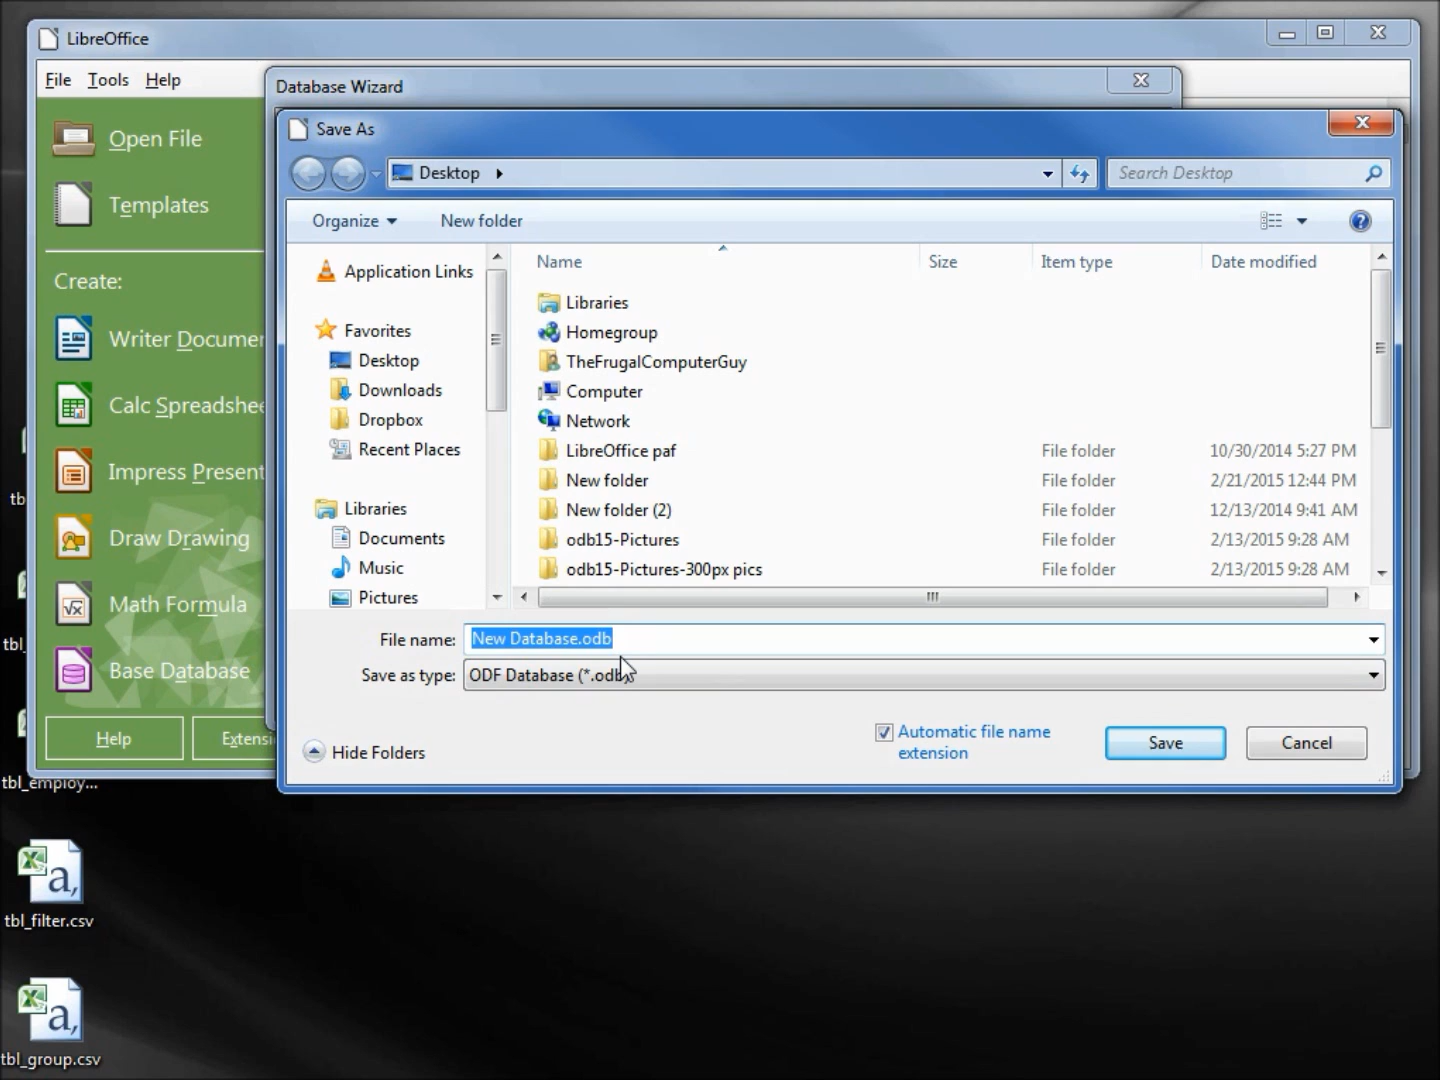 LibreOffice
File Tools Help
Database Wizard
Save As
Open File
Templates
Create:
Writer Documen
Calc Spreadshee
Impress Present
Draw Drawing
Math Formula
Base Database
Help
Extensi
Desktop
Search Desktop
Organize
New folder
Application Links
Favorites
Desktop
Downloads
Dropbox
Recent Places
Libraries
Documents
Music
Pictures
Name Size Item type Date modified
Libraries
Homegroup
TheFrugalComputerGuy
Computer
Network
LibreOffice paf File folder 10/30/2014 5:27 PM
New folder File folder 2/21/2015 12:44 PM
New folder (2) File folder 12/13/2014 9:41 AM
odb15-Pictures File folder 2/13/2015 9:28 AM
odb15-Pictures-300px pics File folder 2/13/2015 9:28 AM
File name: New Database.odb
Save as type: ODF Database (*.odb)
Automatic file name
extension
Save
Cancel
Hide Folders
tb
tbl_
tbl_employ...
tbl_filter.csv
tbl_group.csv